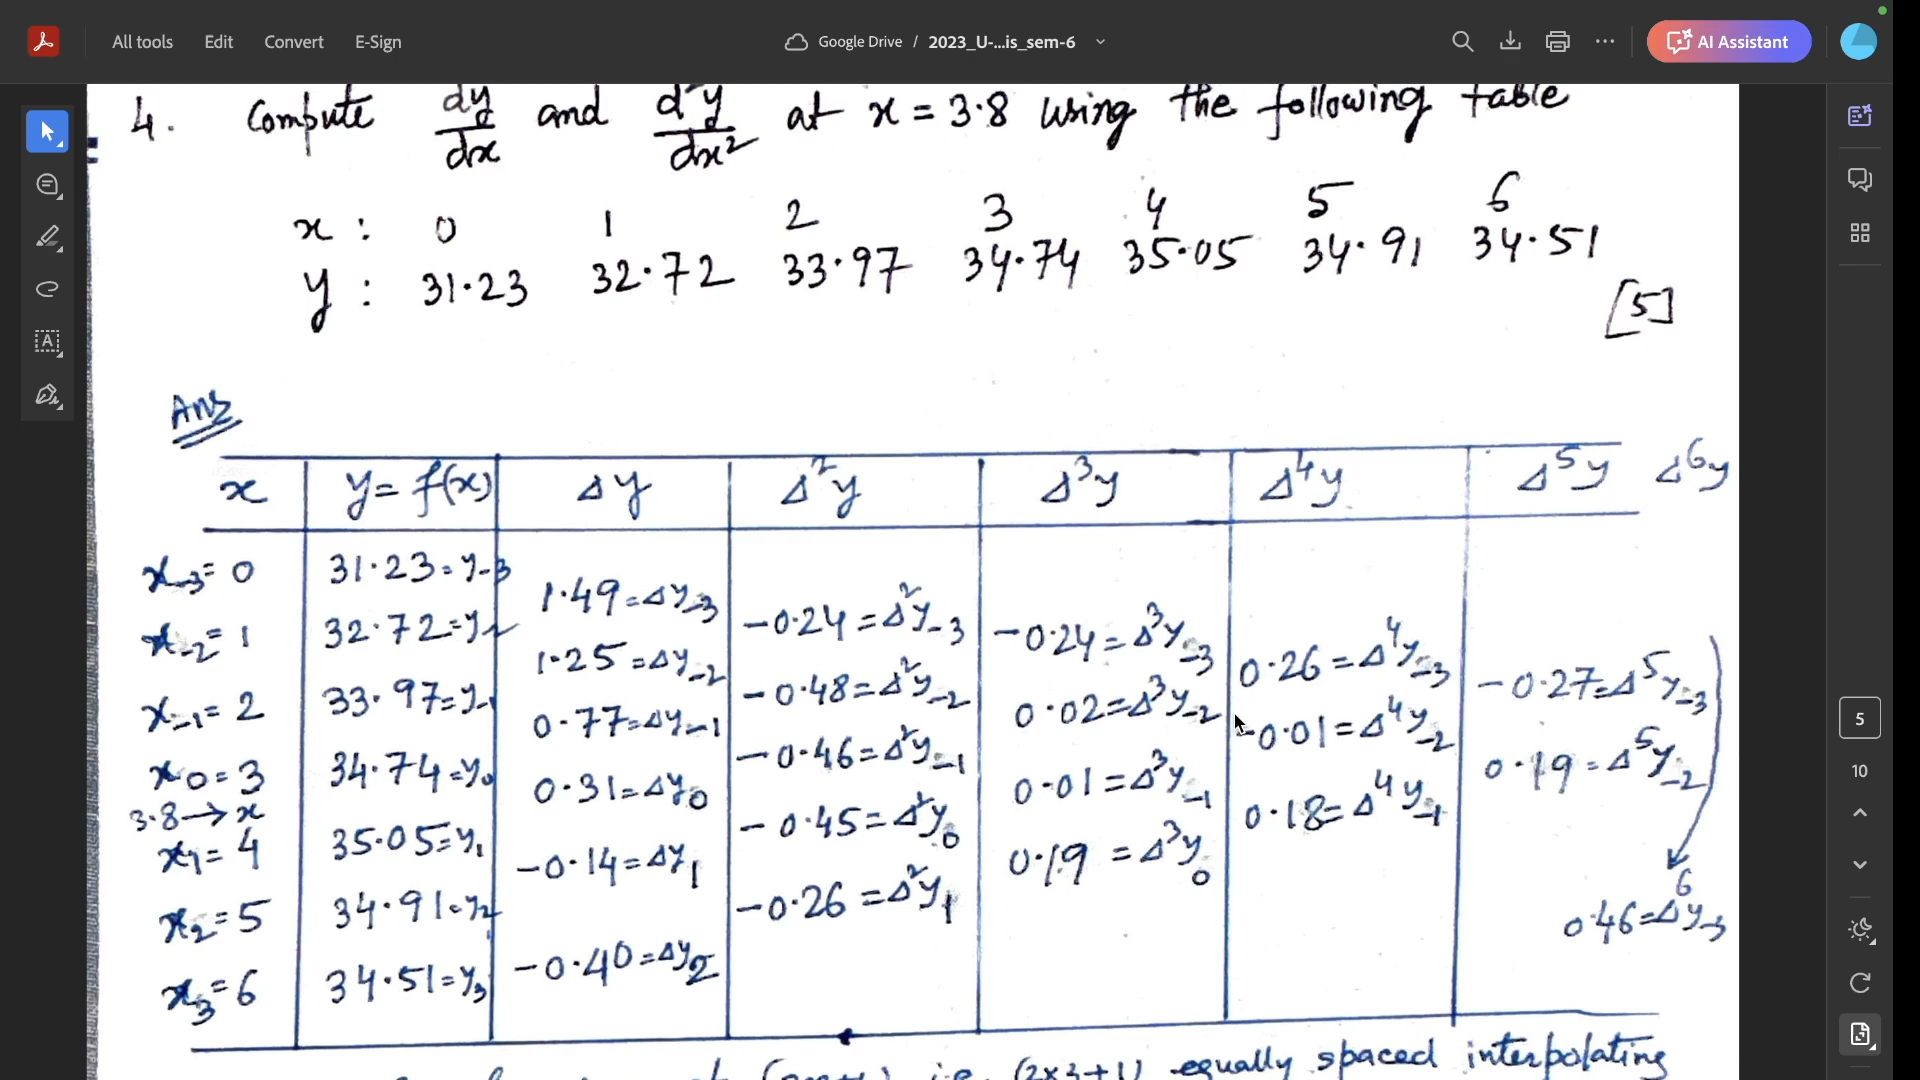 All tools Edit Convert E-Sign Google Drive / 2023_U-...is_sem-6 AI Assistant
4. Compute dy/dx and d²y/dx² at x = 3.8 using the following table
x : 0 1 2 3 4 5 6
y : 31.23 32.72 33.97 34.74 35.05 34.91 34.51
[5]
Ans
x y = f(x) Δy Δ²y Δ³y Δ⁴y Δ⁵y Δ⁶y
x₋₃ = 0 31.23 = y₋₃
1.49 = Δy₋₃
x₋₂ = 1 32.72 = y₋₂ -0.24 = Δ²y₋₃
1.25 = Δy₋₂ -0.24 = Δ³y₋₃
x₋₁ = 2 33.97 = y₋₁ -0.48 = Δ²y₋₂ 0.26 = Δ⁴y₋₃
0.77 = Δy₋₁ 0.02 = Δ³y₋₂ -0.27 = Δ⁵y₋₃
x₀ = 3 34.74 = y₀ -0.46 = Δ²y₋₁ -0.01 = Δ⁴y₋₂
3.8 → x 0.31 = Δy₀ 0.01 = Δ³y₋₁ 0.19 = Δ⁵y₋₂
x₁ = 4 35.05 = y₁ -0.45 = Δ²y₀ 0.18 = Δ⁴y₋₁
-0.14 = Δy₁ 0.19 = Δ³y₀
x₂ = 5 34.91 = y₂ -0.26 = Δ²y₁ 0.46 = Δ⁶y₋₃
-0.40 = Δy₂
x₃ = 6 34.51 = y₃
i.e. (2x3+1) equally spaced interpolating
5
10